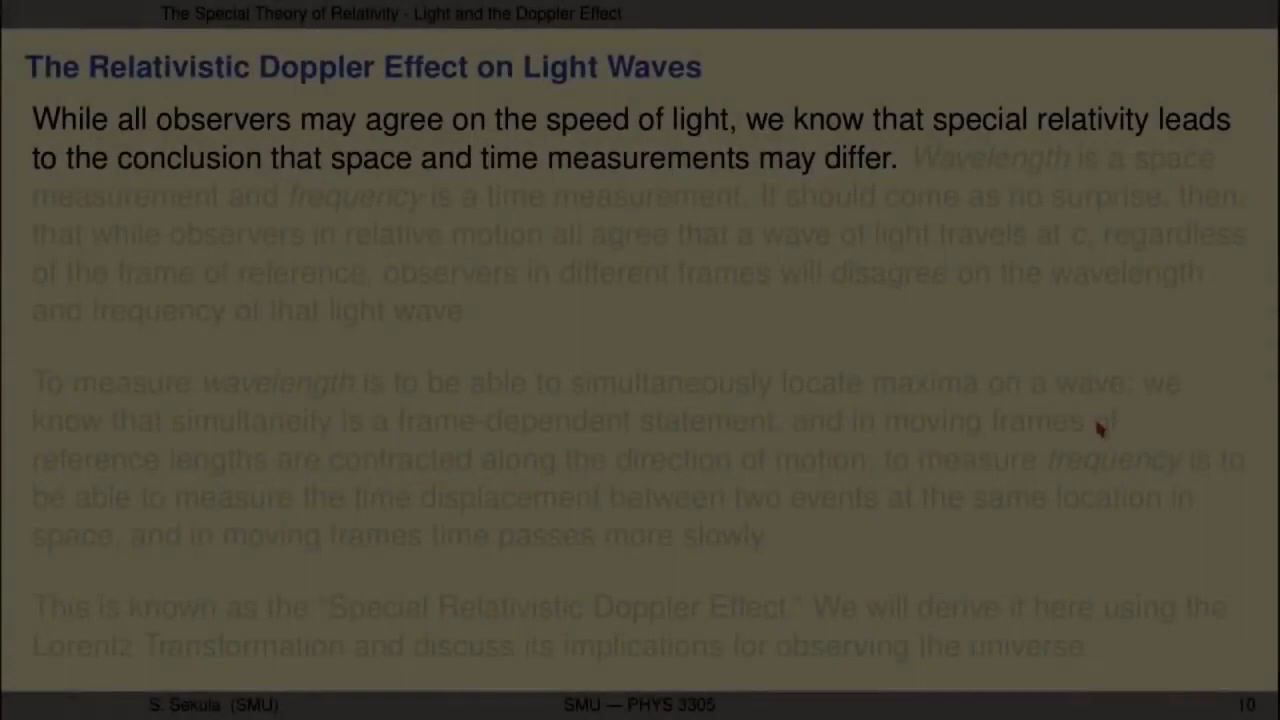 The Special Theory of Relativity - Light and the Doppler Effect
The Relativistic Doppler Effect on Light Waves
While all observers may agree on the speed of light, we know that special relativity leads
to the conclusion that space and time measurements may differ. Wavelength is a space
measurement and frequency is a time measurement. It should come as no surprise, then,
that while observers in relative motion all agree that a wave of light travels at c, regardless
of the frame of reference, observers in different frames will disagree on the wavelength
and frequency of that light wave
To measure wavelength is to be able to simultaneously locate maxima on a wave; we
know that simultaneity is a frame-dependent statement, and in moving frames of
reference lengths are contracted along the direction of motion; to measure frequency is to
be able to measure the time displacement between two events at the same location in
space, and in moving frames time passes more slowly
This is known as the "Special Relativistic Doppler Effect." We will derive it here using the
Lorentz Transformation and discuss its implications for observing the universe
S. Sekula (SMU) SMU — PHYS 3305 10